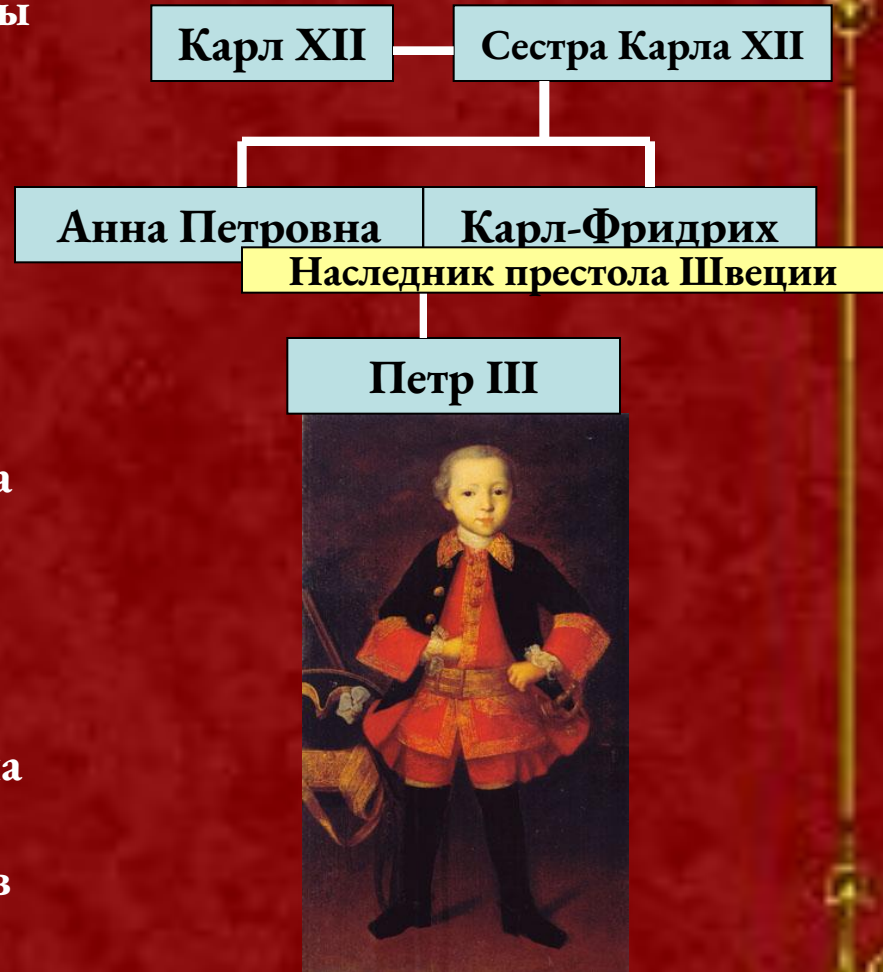 ы
Карл XII
Сестра Карла XII
Анна Петровна
Карл-Фридрих
Наследник престола Швеции
Петр III
а
а
в